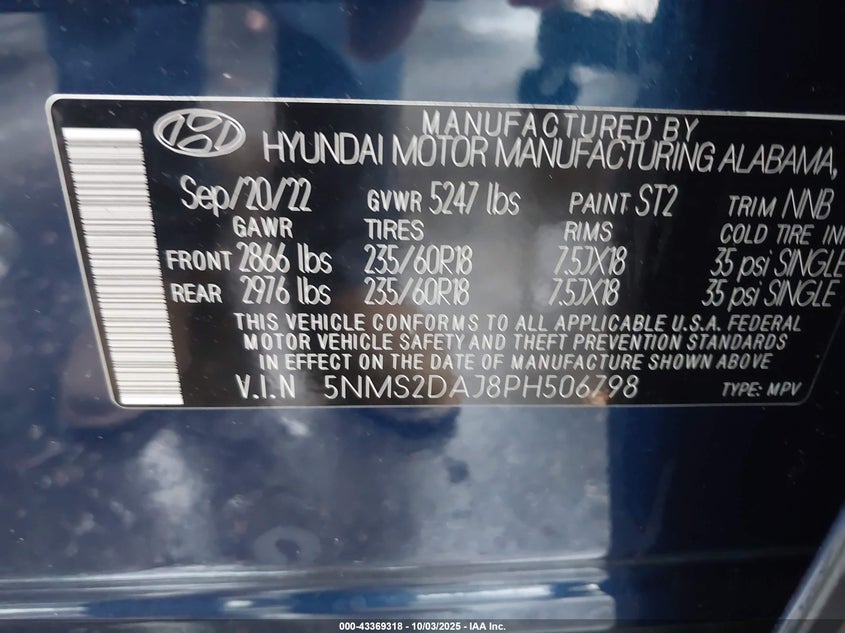 MANUFACTURED BY
HYUNDAI MOTOR MANUFACTURING ALABAMA,
Sep/20/22 GVWR 5247 lbs PAINT ST2 TRIM NNB
GAWR TIRES RIMS COLD TIRE INF
FRONT 2866 lbs 235/60R18 7.5JX18 35 psi SINGLE
REAR 2976 lbs 235/60R18 7.5JX18 35 psi SINGLE
THIS VEHICLE CONFORMS TO ALL APPLICABLE U.S.A. FEDERAL
MOTOR VEHICLE SAFETY AND THEFT PREVENTION STANDARDS
IN EFFECT ON THE DATE OF MANUFACTURE SHOWN ABOVE
V.I.N 5NMS2DAJ8PH506798 TYPE: MPV
000-43369318 - 10/03/2025 - IAA Inc.